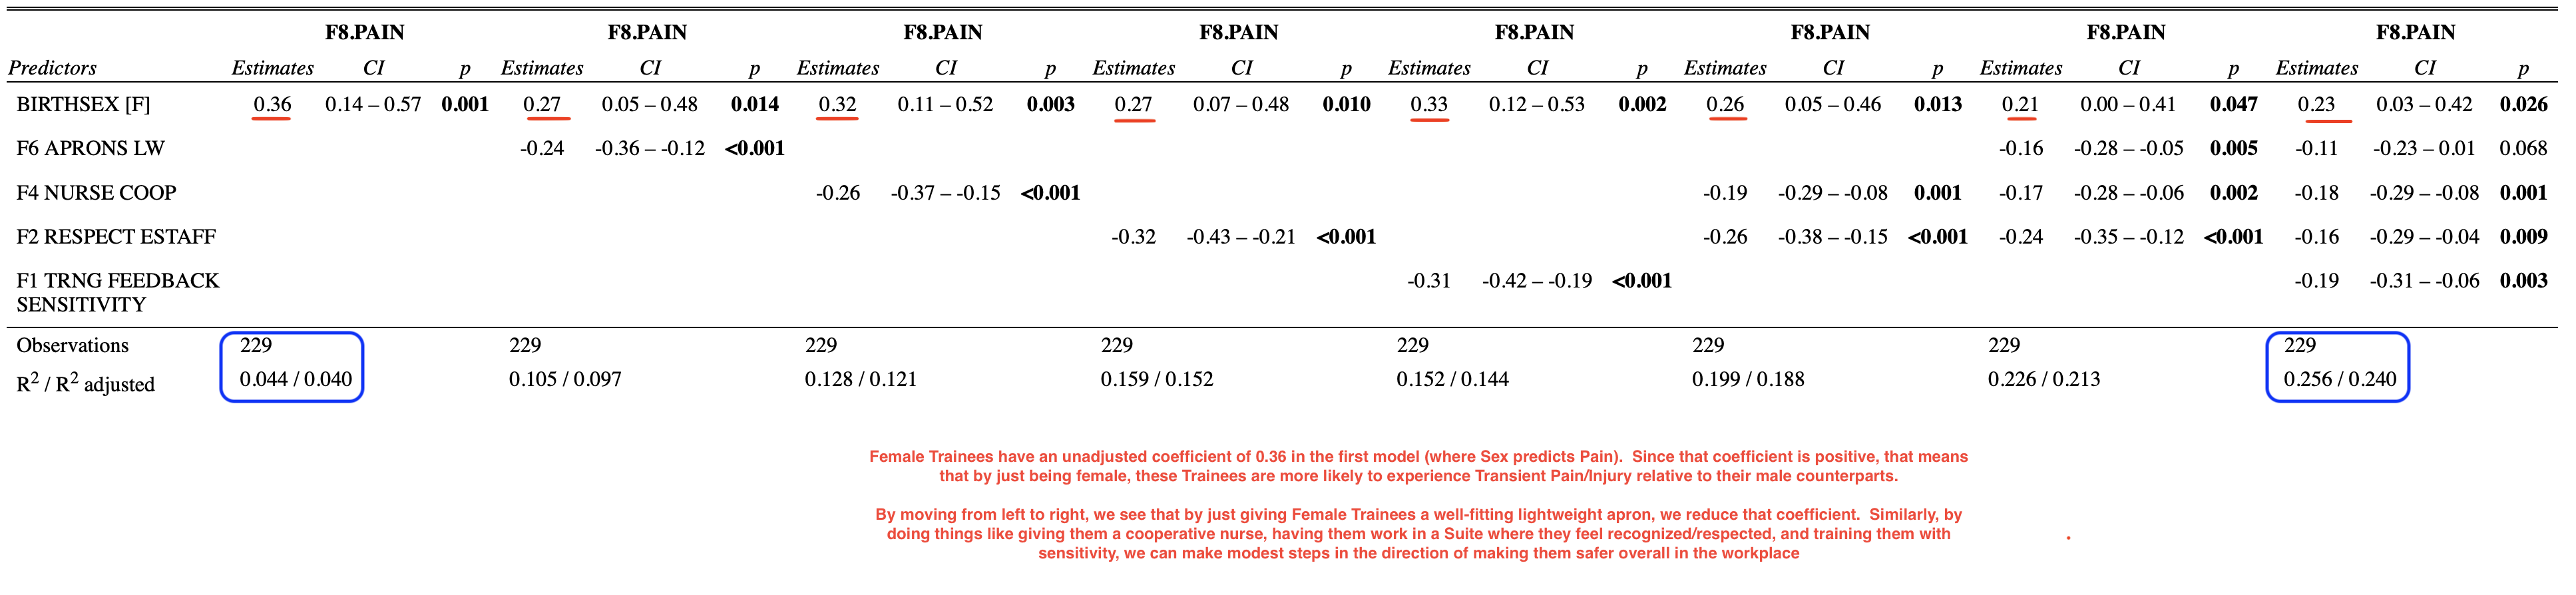 F8.PAIN F8.PAIN F8.PAIN F8.PAIN F8.PAIN F8.PAIN F8.PAIN F8.PAIN
Predictors Estimates CI p Estimates CI p Estimates CI p Estimates CI p Estimates CI p Estimates CI p Estimates CI p Estimates CI p
BIRTHSEX [F] 0.36 0.14 – 0.57 0.001 0.27 0.05 – 0.48 0.014 0.32 0.11 – 0.52 0.003 0.27 0.07 – 0.48 0.010 0.33 0.12 – 0.53 0.002 0.26 0.05 – 0.46 0.013 0.21 0.00 – 0.41 0.047 0.23 0.03 – 0.42 0.026
F6 APRONS LW -0.24 -0.36 – -0.12 <0.001 -0.16 -0.28 – -0.05 0.005 -0.11 -0.23 – 0.01 0.068
F4 NURSE COOP -0.26 -0.37 – -0.15 <0.001 -0.19 -0.29 – -0.08 0.001 -0.17 -0.28 – -0.06 0.002 -0.18 -0.29 – -0.08 0.001
F2 RESPECT ESTAFF -0.32 -0.43 – -0.21 <0.001 -0.26 -0.38 – -0.15 <0.001 -0.24 -0.35 – -0.12 <0.001 -0.16 -0.29 – -0.04 0.009
F1 TRNG FEEDBACK -0.31 -0.42 – -0.19 <0.001 -0.19 -0.31 – -0.06 0.003
SENSITIVITY
Observations 229 229 229 229 229 229 229 229
R2 / R2 adjusted 0.044 / 0.040 0.105 / 0.097 0.128 / 0.121 0.159 / 0.152 0.152 / 0.144 0.199 / 0.188 0.226 / 0.213 0.256 / 0.240
Female Trainees have an unadjusted coefficient of 0.36 in the first model (where Sex predicts Pain). Since that coefficient is positive, that means
that by just being female, these Trainees are more likely to experience Transient Pain/Injury relative to their male counterparts.
By moving from left to right, we see that by just giving Female Trainees a well-fitting lightweight apron, we reduce that coefficient. Similarly, by
doing things like giving them a cooperative nurse, having them work in a Suite where they feel recognized/respected, and training them with
sensitivity, we can make modest steps in the direction of making them safer overall in the workplace